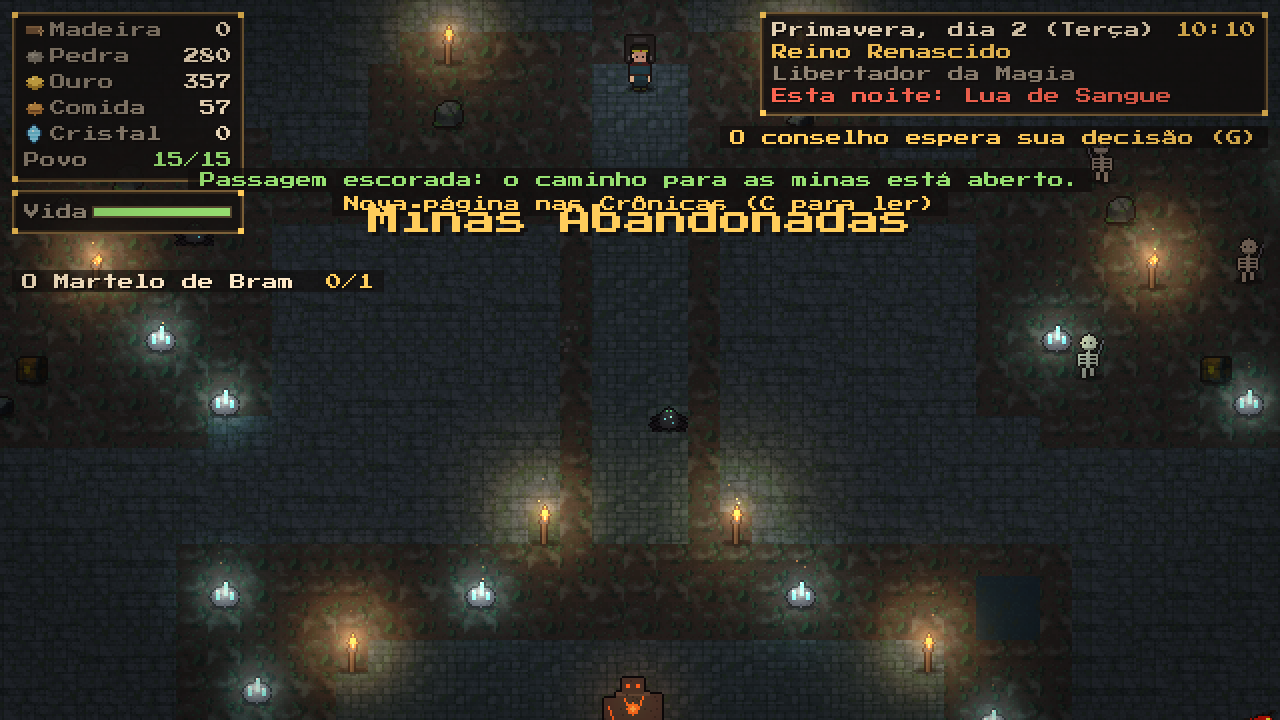 Madeira 0
Pedra 280
Ouro 357
Comida 57
Cristal 0
Povo 15/15
Vida
Primavera, dia 2 (Terça) 10:10
Reino Renascido
Libertador da Magia
Esta noite: Lua de Sangue
O conselho espera sua decisão (G)
Passagem escorada: o caminho para as minas está aberto.
Nova página nas Crônicas (C para ler)
Minas Abandonadas
O Martelo de Bram 0/1